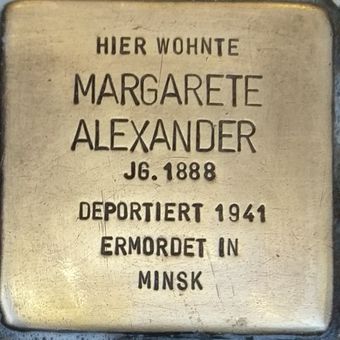 HIER WOHNTE
MARGARETE
ALEXANDER
JG.1888
DEPORTIERT 1941
ERMORDET IN
MINSK